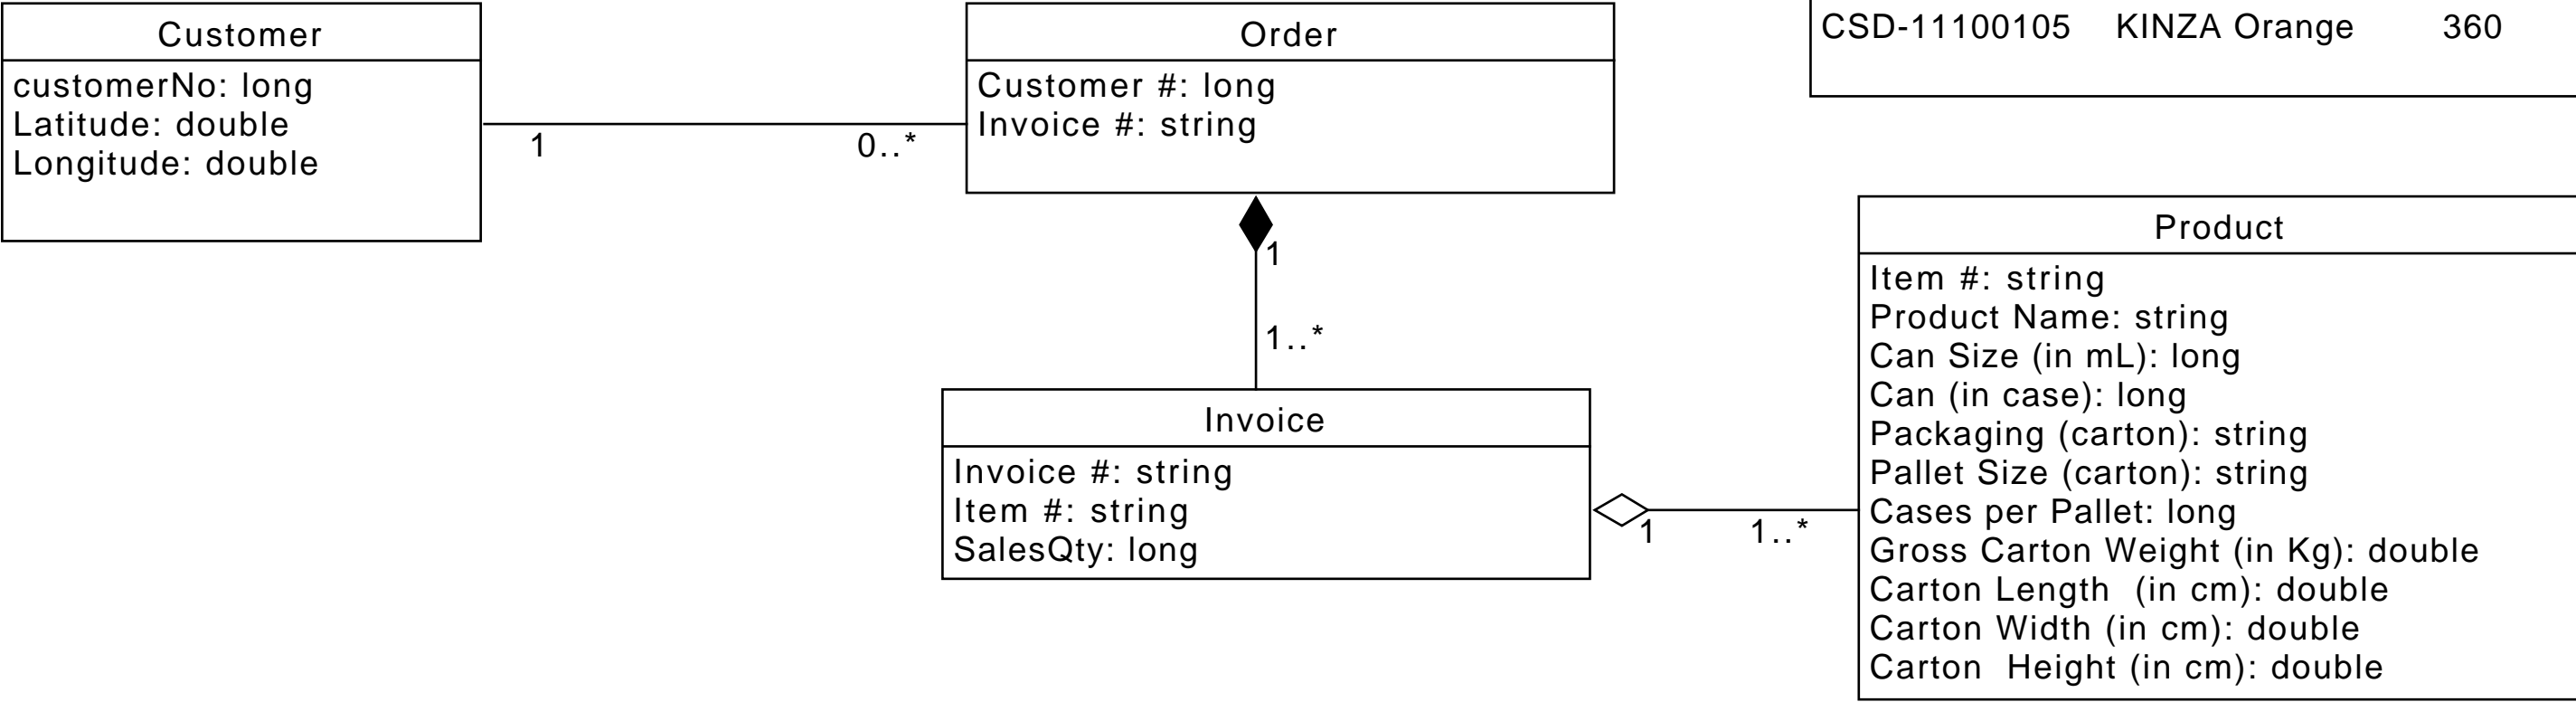 Customer
customerNo: long
Latitude: double
Longitude: double
1
0..*
Order
Customer #: long
Invoice #: string
CSD-11100105 KINZA Orange 360
1
1..*
Invoice
Invoice #: string
Item #: string
SalesQty: long
1
1..*
Product
Item #: string
Product Name: string
Can Size (in mL): long
Can (in case): long
Packaging (carton): string
Pallet Size (carton): string
Cases per Pallet: long
Gross Carton Weight (in Kg): double
Carton Length  (in cm): double
Carton Width (in cm): double
Carton  Height (in cm): double